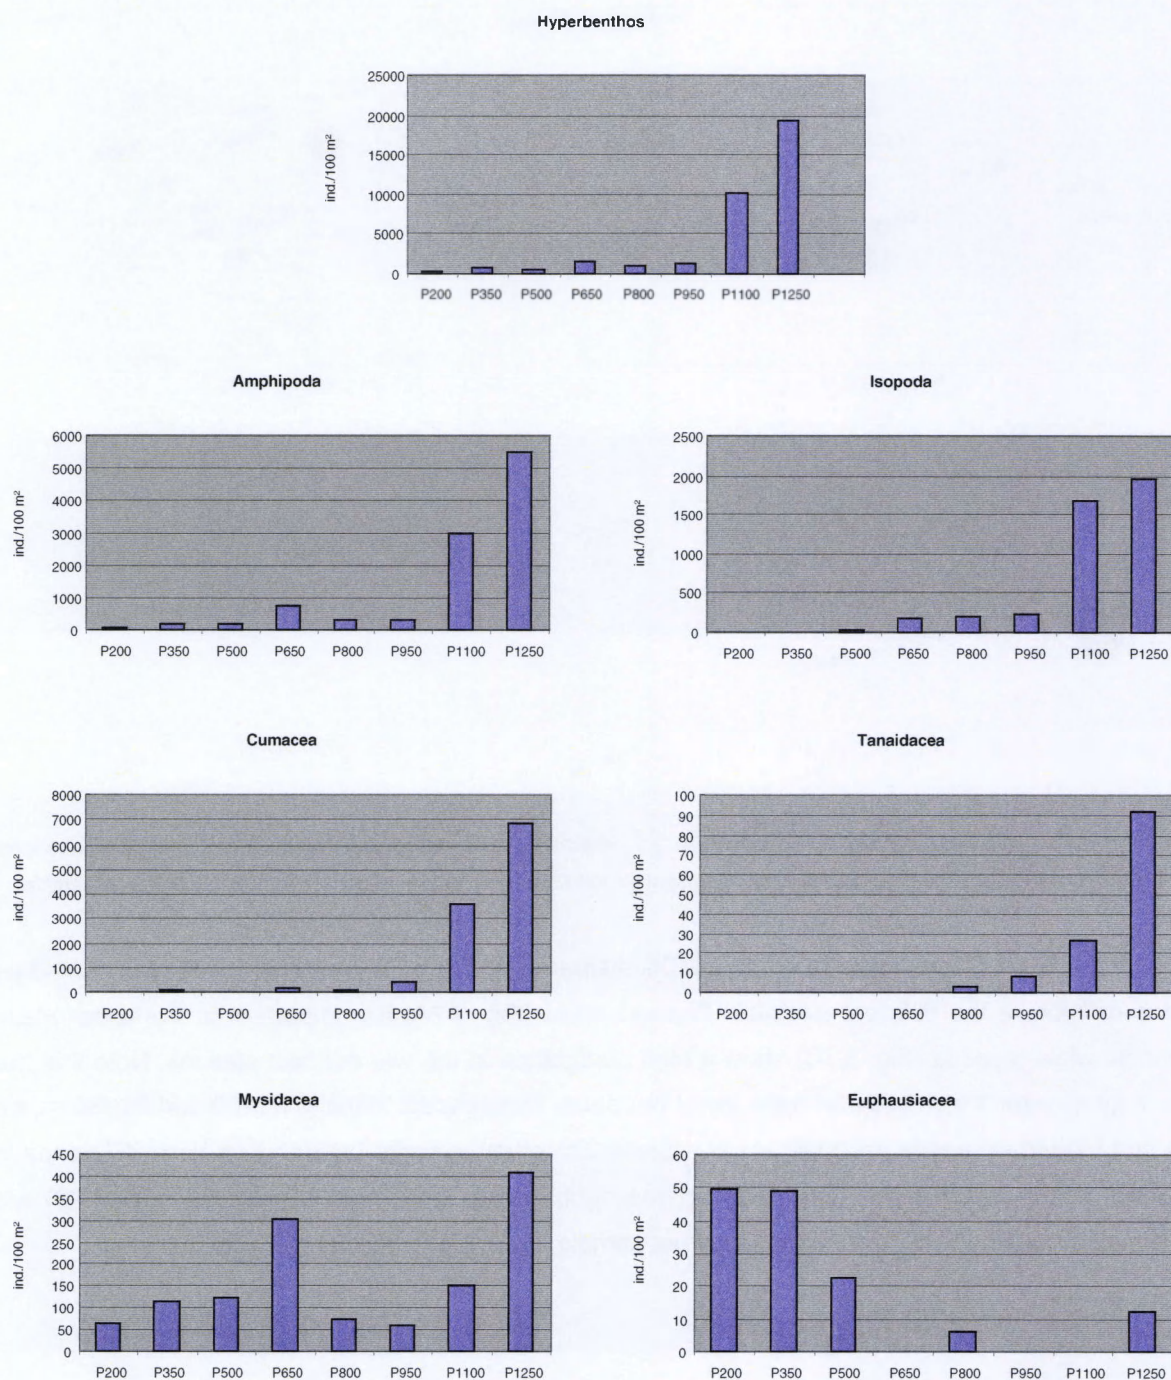 Hyperbenthos
ind./100 m²
25000
20000
15000
10000
5000
0
P200 P350 P500 P650 P800 P950 P1100 P1250
Amphipoda
ind./100 m²
6000
5000
4000
3000
2000
1000
0
P200 P350 P500 P650 P800 P950 P1100 P1250
Isopoda
ind./100 m²
2500
2000
1500
1000
500
0
P200 P350 P500 P650 P800 P950 P1100 P1250
Cumacea
ind./100 m²
8000
7000
6000
5000
4000
3000
2000
1000
0
P200 P350 P500 P650 P800 P950 P1100 P1250
Tanaidacea
ind./100 m²
100
90
80
70
60
50
40
30
20
10
0
P200 P350 P500 P650 P800 P950 P1100 P1250
Mysidacea
ind./100 m²
450
400
350
300
250
200
150
100
50
0
P200 P350 P500 P650 P800 P950 P1100 P1250
Euphausiacea
ind./100 m²
60
50
40
30
20
10
0
P200 P350 P500 P650 P800 P950 P1100 P1250